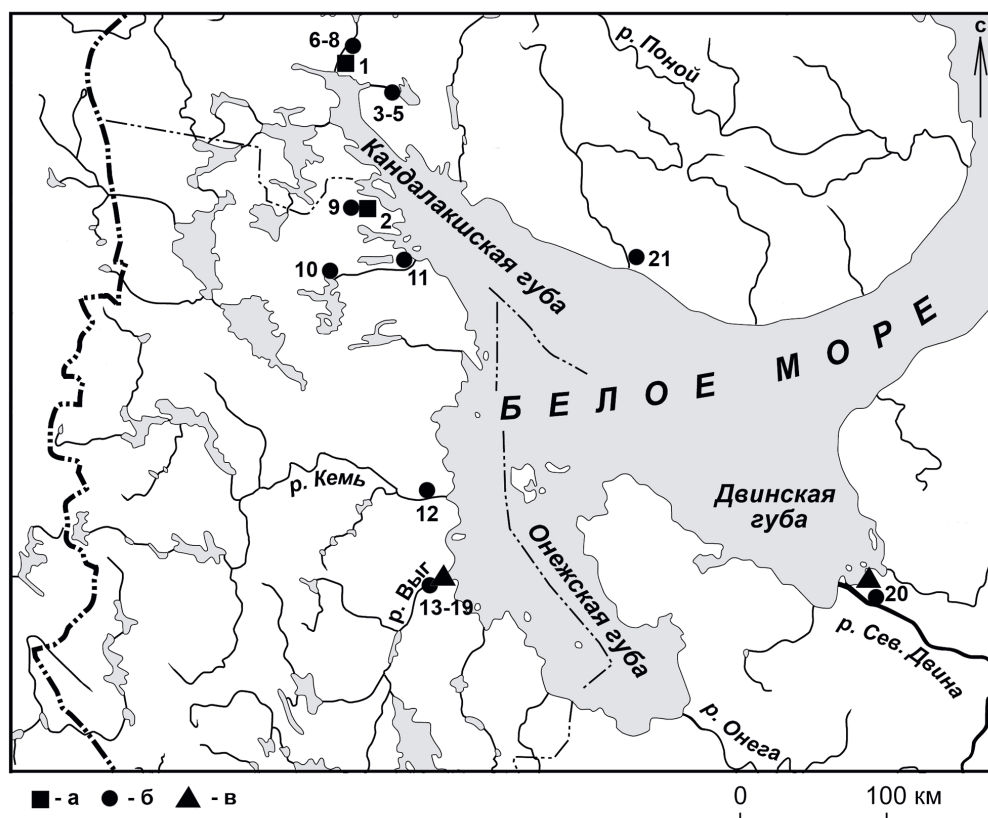 с
р. Поной
6-8
1
3-5
Кандалакшская губа
9
2
10
11
21
БЕЛОЕ МОРЕ
р. Кемь
12
Двинская
губа
Онежская губа
р. Выг
13-19
20
р. Сев. Двина
р. Онега
- а - б - в
0 100 км